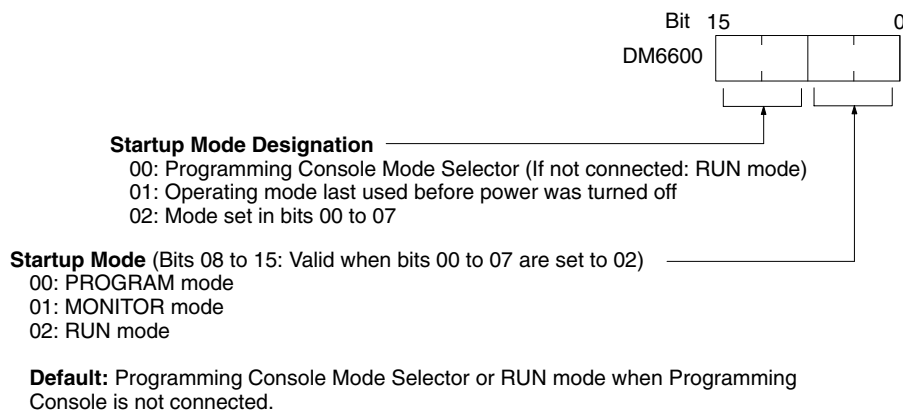 Bit 15 0
DM6600
Startup Mode Designation
00: Programming Console Mode Selector (If not connected: RUN mode)
01: Operating mode last used before power was turned off
02: Mode set in bits 00 to 07
Startup Mode (Bits 08 to 15: Valid when bits 00 to 07 are set to 02)
00: PROGRAM mode
01: MONITOR mode
02: RUN mode
Default: Programming Console Mode Selector or RUN mode when Programming
Console is not connected.